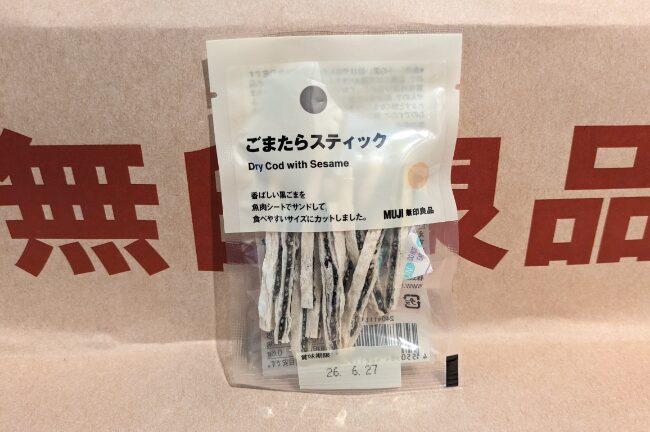 無印良品
ごまたらスティック
Dry Cod with Sesame
香ばしい黒ごまを
魚肉シートでサンドして
食べやすいサイズにカットしました。
MUJI 無印良品
賞味期限
26. 6.27